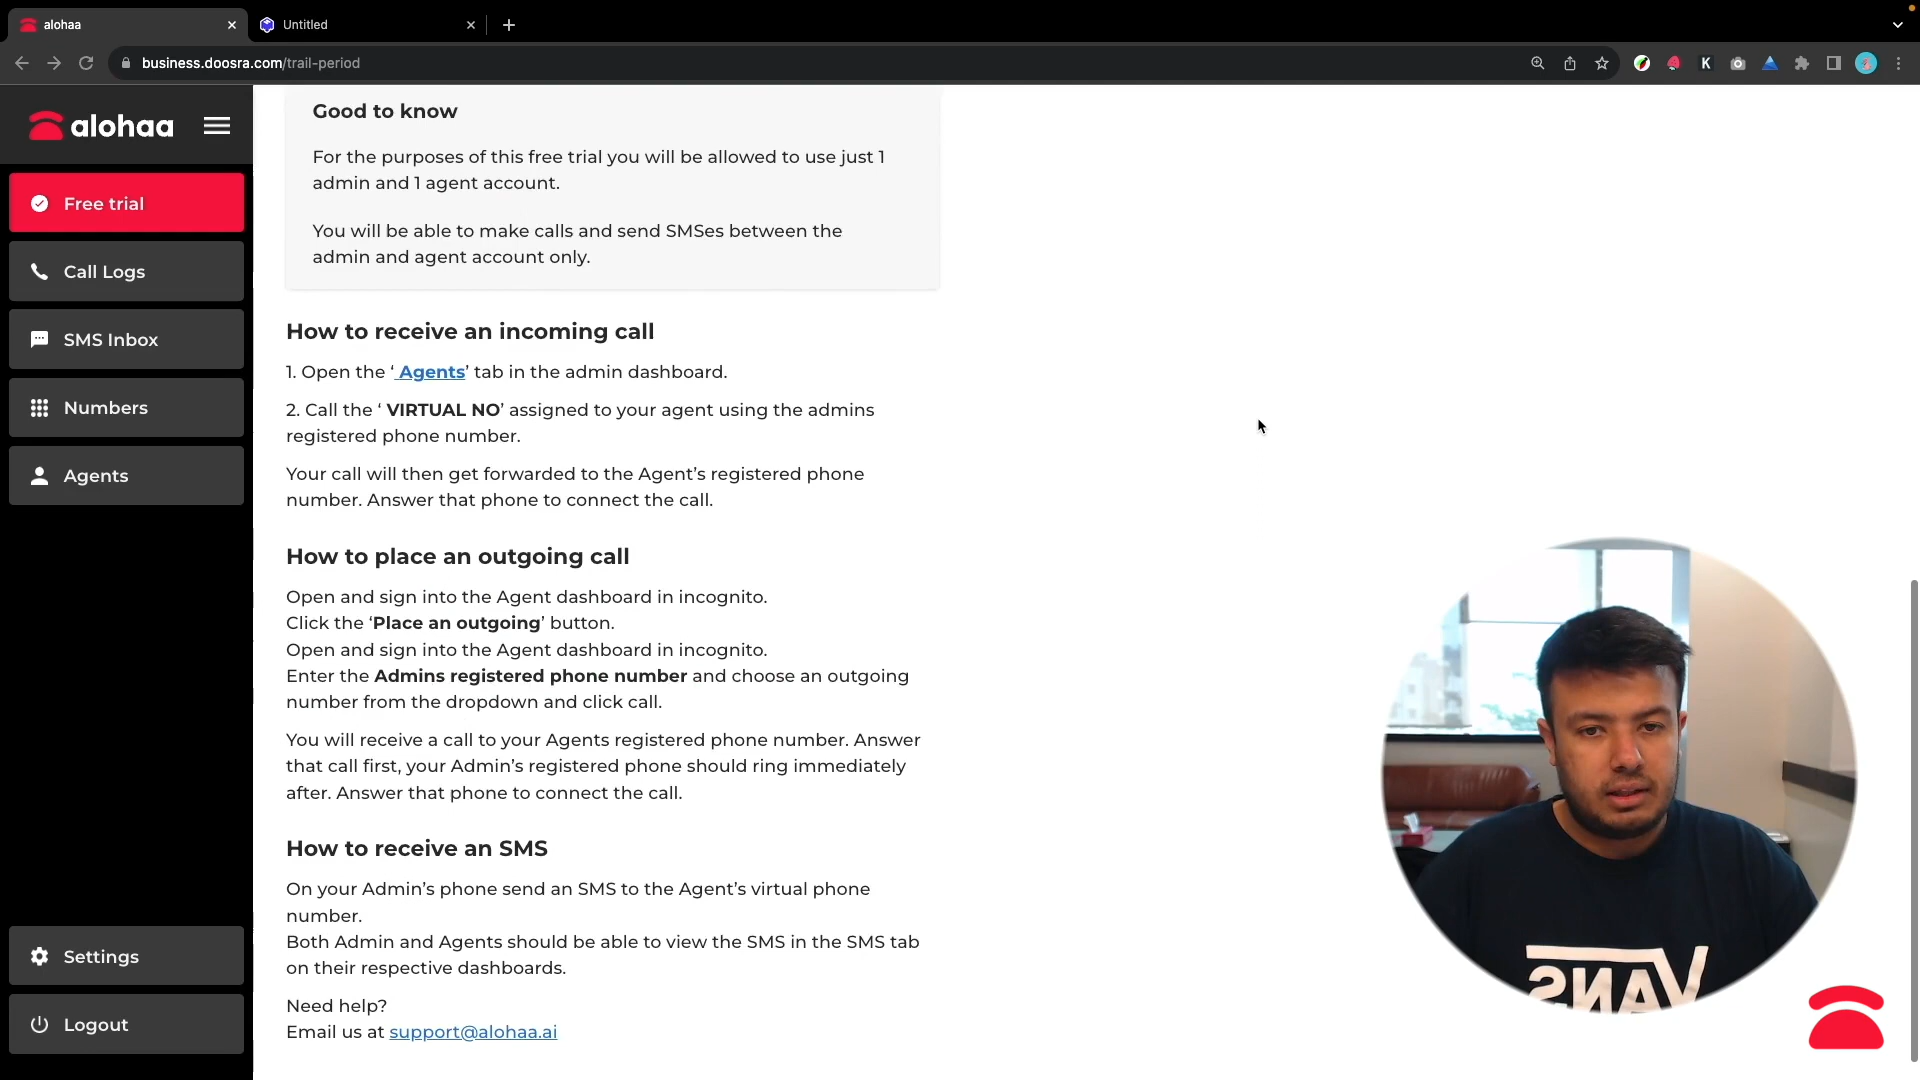 alohaa
Untitled
business.doosra.com/trail-period
K
alohaa
Free trial
Call Logs
SMS Inbox
Numbers
Agents
Settings
Logout
Good to know
For the purposes of this free trial you will be allowed to use just 1
admin and 1 agent account.
You will be able to make calls and send SMSes between the
admin and agent account only.
How to receive an incoming call
1. Open the ‘ Agents’ tab in the admin dashboard.
2. Call the ‘ VIRTUAL NO’ assigned to your agent using the admins
registered phone number.
Your call will then get forwarded to the Agent’s registered phone
number. Answer that phone to connect the call.
How to place an outgoing call
Open and sign into the Agent dashboard in incognito.
Click the ‘Place an outgoing’ button.
Open and sign into the Agent dashboard in incognito.
Enter the Admins registered phone number and choose an outgoing
number from the dropdown and click call.
You will receive a call to your Agents registered phone number. Answer
that call first, your Admin’s registered phone should ring immediately
after. Answer that phone to connect the call.
How to receive an SMS
On your Admin’s phone send an SMS to the Agent’s virtual phone
number.
Both Admin and Agents should be able to view the SMS in the SMS tab
on their respective dashboards.
Need help?
Email us at support@alohaa.ai
VANS